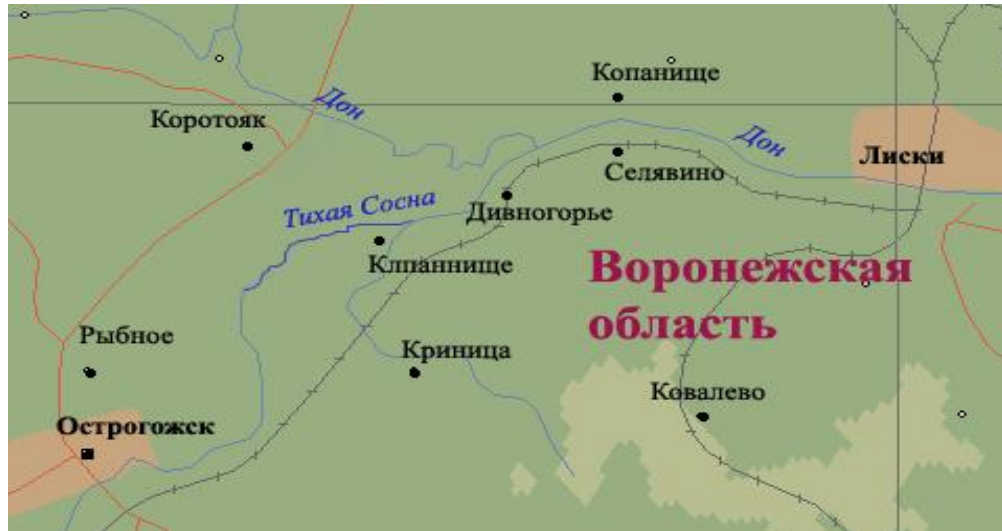 Копанище
Дон
Коротояк
Дон
Лиски
Селявино
Тихая Сосна
Дивногорье
Клпаннище
Воронежская
область
Рыбное
Криница
Ковалево
Острогожск